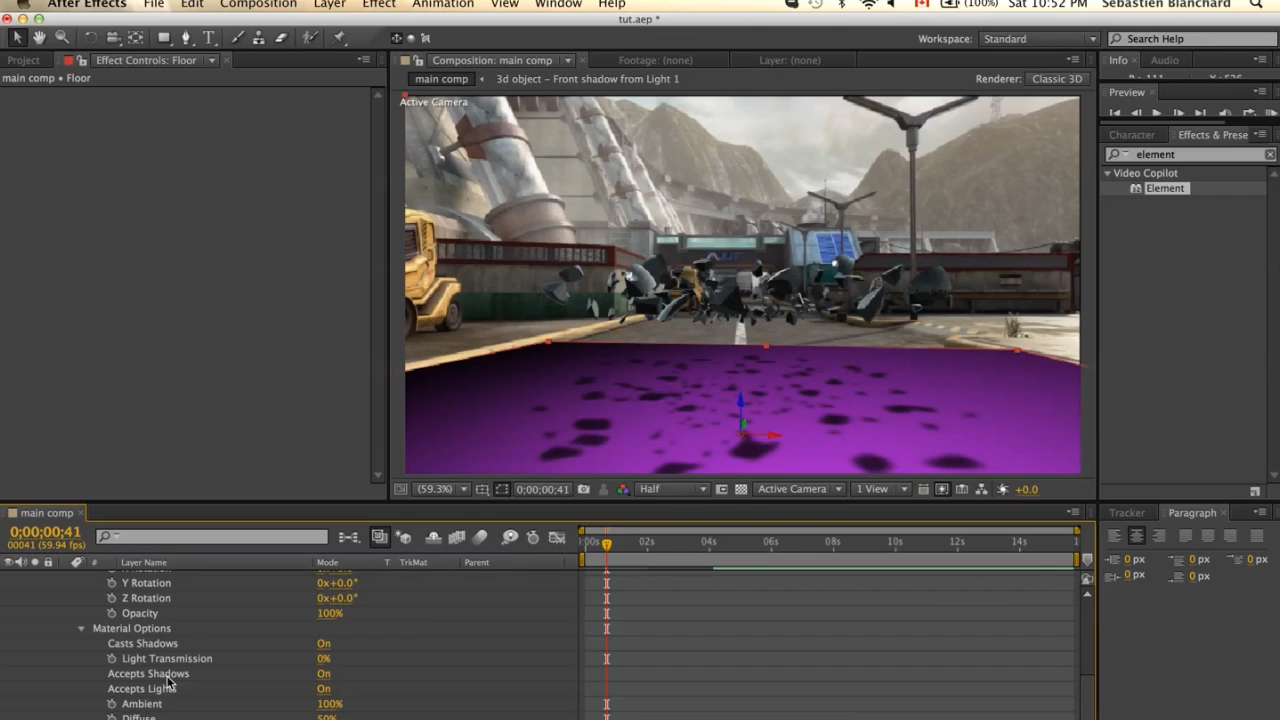 After Effects File Edit Composition Layer Effect Animation View Window Help (100%) Sat 10:52 PM Sebastien Blanchard
tut.aep *
Workspace: Standard Search Help
Project Effect Controls: Floor Composition: main comp Footage: (none) Layer: (none) Info Audio
main comp • Floor main comp 3d object - Front shadow from Light 1 Renderer: Classic 3D
Active Camera
Preview
Character Effects & Prese
element
Video Copilot
Element
(59.3%) 0;00;00;41 Half Active Camera 1 View +0.0
main comp Tracker Paragraph
0;00;00;41
00041 (59.94 fps)
:00s 02s 04s 06s 08s 10s 12s 14s 1
0 px 0 px 0 px
0 px 0 px
# Layer Name Mode T TrkMat Parent
Y Rotation 0x+0.0°
Z Rotation 0x+0.0°
Opacity 100%
Material Options
Casts Shadows On
Light Transmission 0%
Accepts Shadows On
Accepts Lights On
Ambient 100%
Diffuse 50%